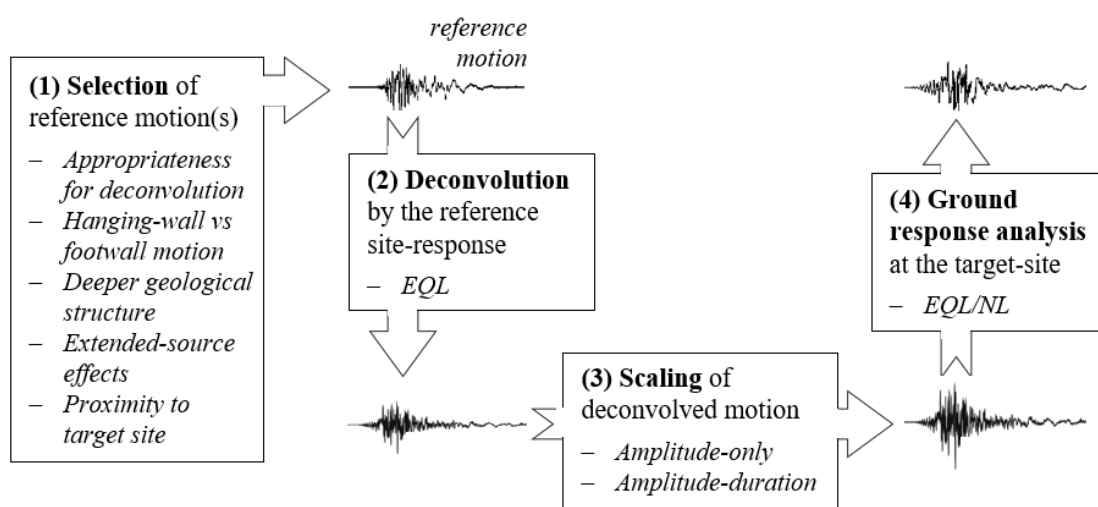 (1) Selection of
reference motion(s)
– Appropriateness
for deconvolution
– Hanging-wall vs
footwall motion
– Deeper geological
structure
– Extended-source
effects
– Proximity to
target site
reference
motion
(2) Deconvolution
by the reference
site-response
– EQL
(3) Scaling of
deconvolved motion
– Amplitude-only
– Amplitude-duration
(4) Ground
response analysis
at the target-site
– EQL/NL